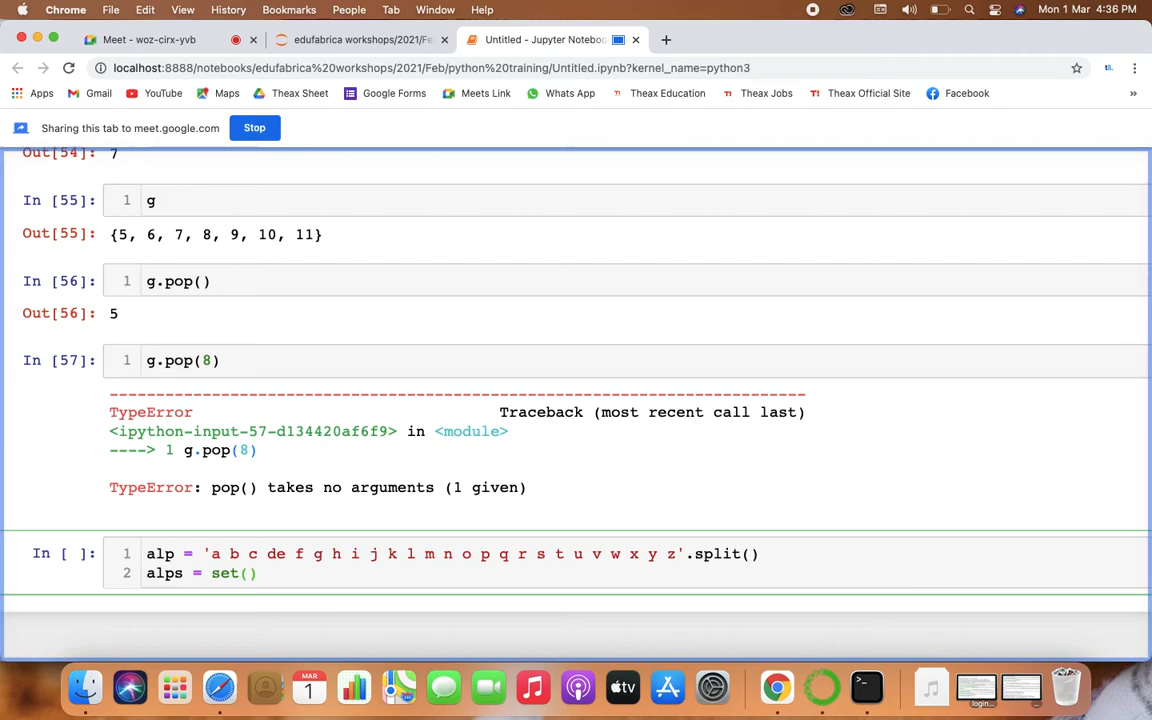 Chrome File Edit View History Bookmarks People Tab Window Help Mon 1 Mar 4:36 PM
Meet - woz-cirx-yvb edufabrica workshops/2021/Fe Untitled - Jupyter Notebo
localhost:8888/notebooks/edufabrica%20workshops/2021/Feb/python%20training/Untitled.ipynb?kernel_name=python3
Apps Gmail YouTube Maps Theax Sheet Google Forms Meets Link Whats App Theax Education Theax Jobs Theax Official Site Facebook »
Sharing this tab to meet.google.com Stop
Out[54]: 7
In [55]: 1 g
Out[55]: {5, 6, 7, 8, 9, 10, 11}
In [56]: 1 g.pop()
Out[56]: 5
In [57]: 1 g.pop(8)
---------------------------------------------------------------------------
TypeError Traceback (most recent call last)
<ipython-input-57-d134420af6f9> in <module>
----> 1 g.pop(8)
TypeError: pop() takes no arguments (1 given)
In [ ]: 1 alp = 'a b c de f g h i j k l m n o p q r s t u v w x y z'.split()
2 alps = set()
MAR
1
tv
login...